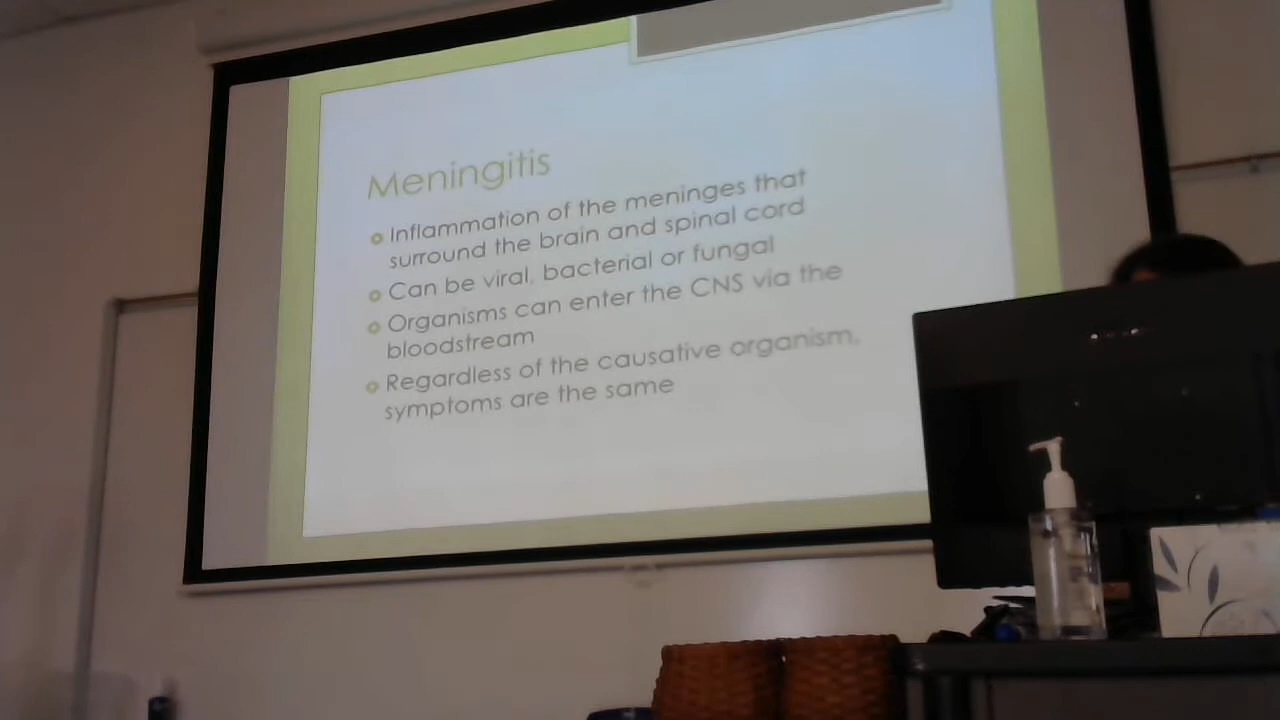 Meningitis
Inflammation of the meninges that
surround the brain and spinal cord
Can be viral, bacterial or fungal
Organisms can enter the CNS via the
bloodstream
Regardless of the causative organism,
symptoms are the same